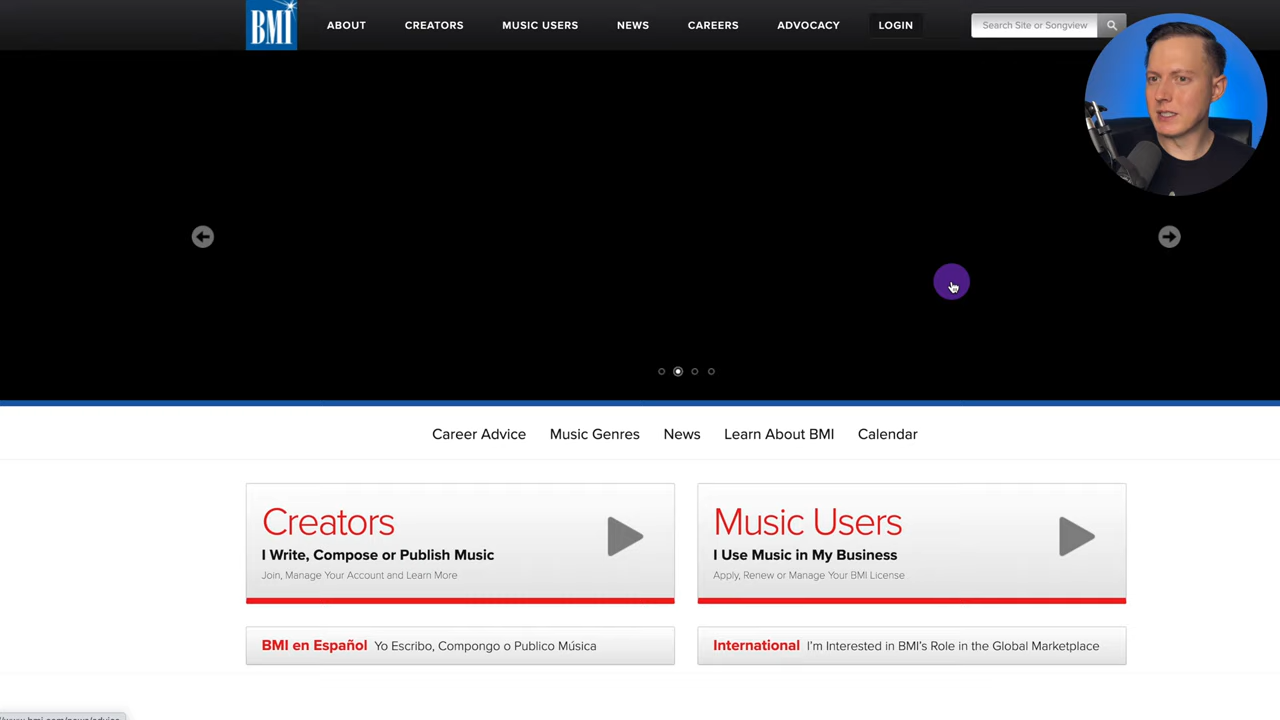 BMI
ABOUT
CREATORS
MUSIC USERS
NEWS
CAREERS
ADVOCACY
LOGIN
Search Site or Songview
Career Advice
Music Genres
News
Learn About BMI
Calendar
Creators
I Write, Compose or Publish Music
Join, Manage Your Account and Learn More
Music Users
I Use Music in My Business
Apply, Renew or Manage Your BMI License
BMI en Español Yo Escribo, Compongo o Publico Música
International I'm Interested in BMI's Role in the Global Marketplace